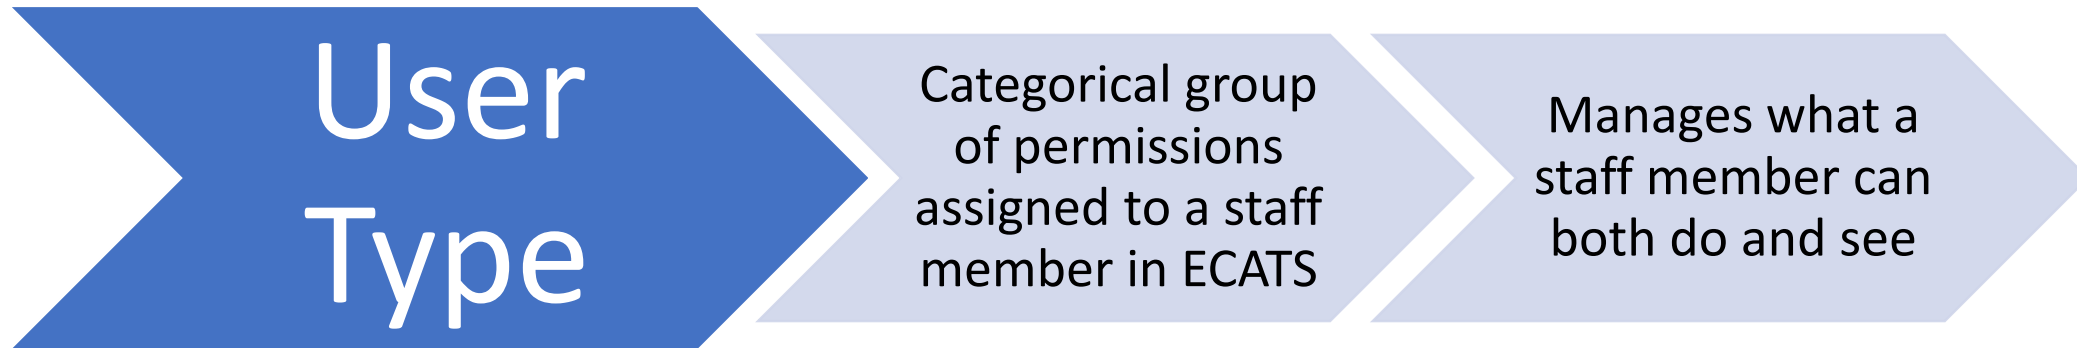 User
Type
Categorical group
of permissions
assigned to a staff
member in ECATS
Manages what a
staff member can
both do and see